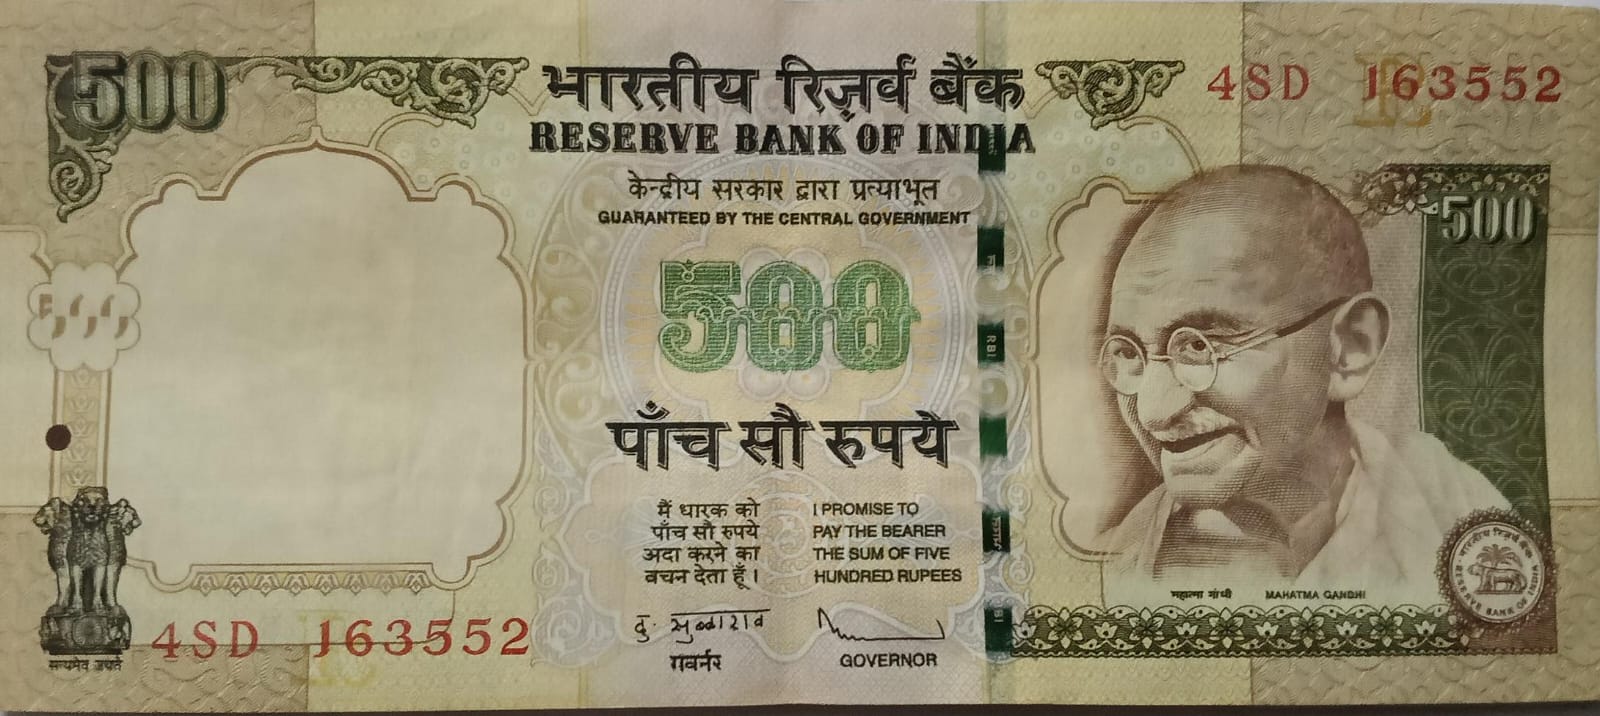 500
भारतीय रिज़र्व बैंक
RESERVE BANK OF INDIA
4SD 163552
केन्द्रीय सरकार द्वारा प्रत्याभूत
GUARANTEED BY THE CENTRAL GOVERNMENT
500
500
RBI
पाँच सौ रुपये
मैं धारक को
पाँच सौ रुपये
अदा करने का
वचन देता हूँ।
I PROMISE TO
PAY THE BEARER
THE SUM OF FIVE
HUNDRED RUPEES
दु. सुब्बाराव
गवर्नर
GOVERNOR
महात्मा गांधी MAHATMA GANDHI
भारतीय रिज़र्व बैंक
RESERVE BANK OF INDIA
4SD 163552
सत्यमेव जयते